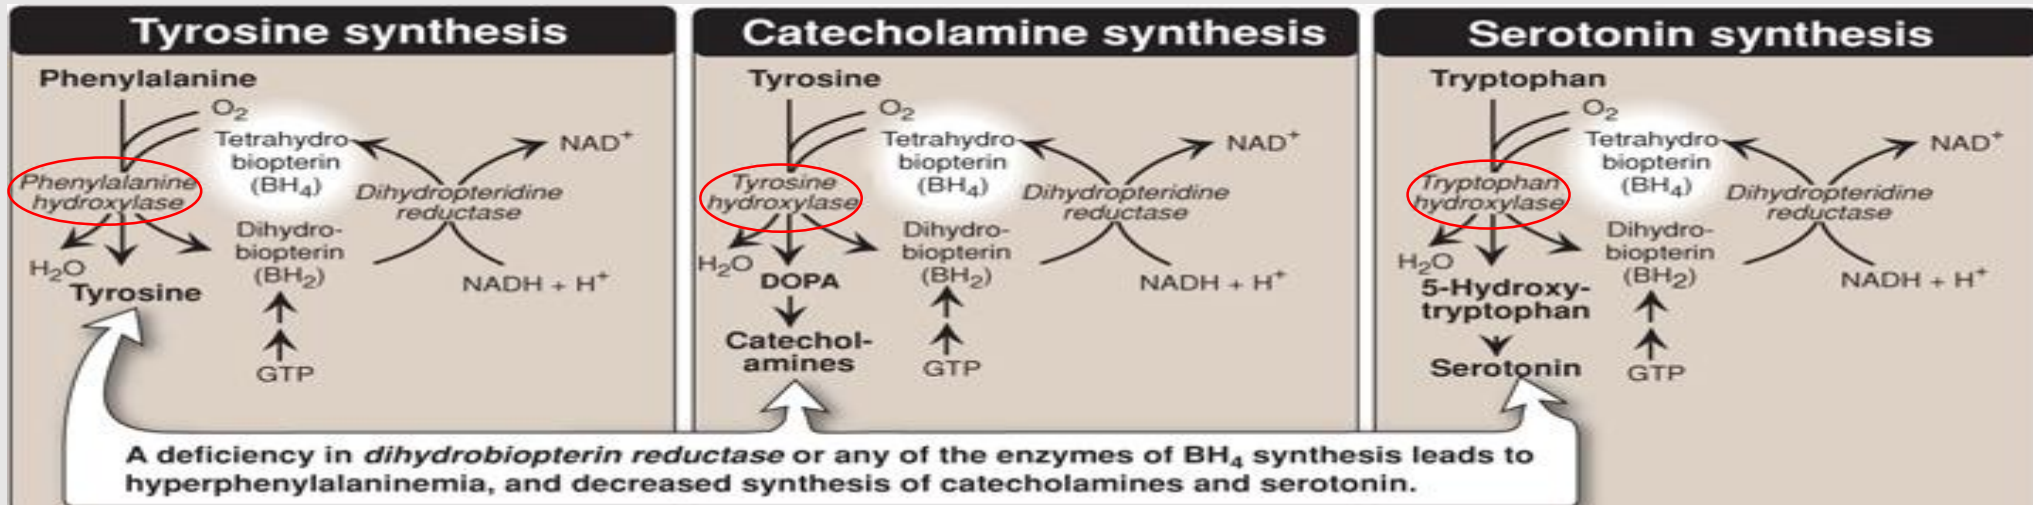 Tyrosine synthesis
Phenylalanine
O2
Tetrahydro-
biopterin
(BH4)
NAD+
Phenylalanine
hydroxylase
Dihydropteridine
reductase
Dihydro-
biopterin
(BH2)
H2O
Tyrosine
NADH + H+
GTP
Catecholamine synthesis
Tyrosine
O2
Tetrahydro-
biopterin
(BH4)
NAD+
Tyrosine
hydroxylase
Dihydropteridine
reductase
Dihydro-
biopterin
(BH2)
H2O
DOPA
NADH + H+
Catechol-
amines
GTP
Serotonin synthesis
Tryptophan
O2
Tetrahydro-
biopterin
(BH4)
NAD+
Tryptophan
hydroxylase
Dihydropteridine
reductase
Dihydro-
biopterin
(BH2)
H2O
5-Hydroxy-
tryptophan
NADH + H+
Serotonin
GTP
A deficiency in dihydrobiopterin reductase or any of the enzymes of BH4 synthesis leads to
hyperphenylalaninemia, and decreased synthesis of catecholamines and serotonin.